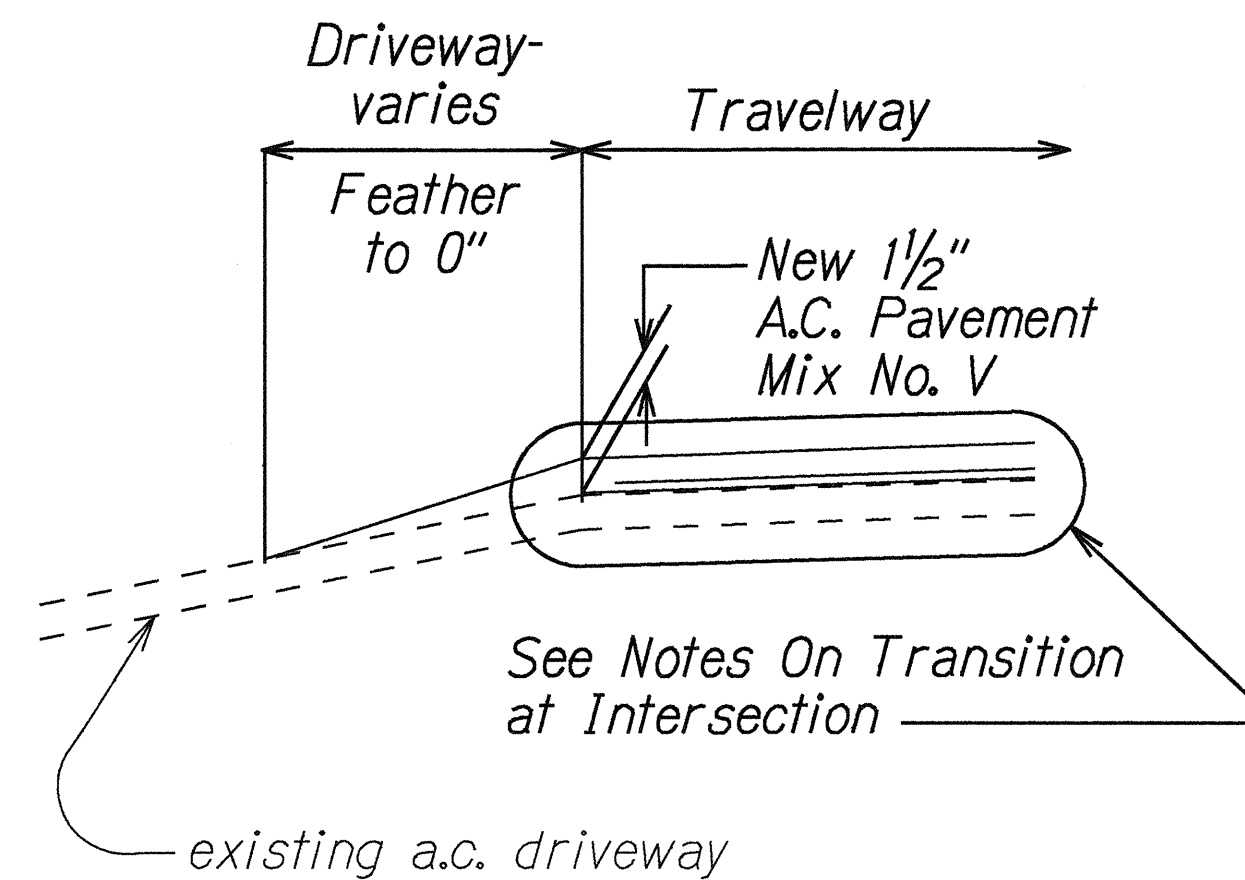 Driveway-
varies
Travelway
Feather
to 0"
New 1½"
A.C. Pavement
Mix No. V
See Notes On Transition
at Intersection
existing a.c. driveway